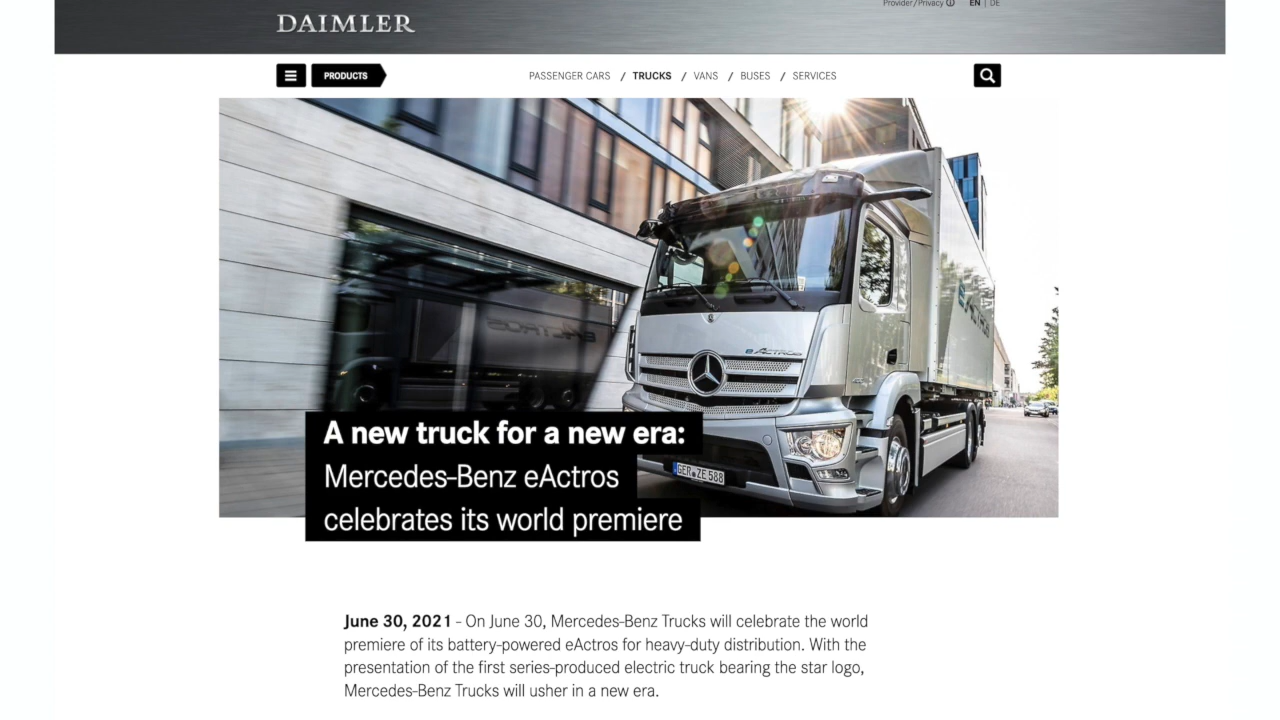 Provider/Privacy EN | DE
DAIMLER
PRODUCTS
PASSENGER CARS / TRUCKS / VANS / BUSES / SERVICES
eACTROS
GER ZE 588
A new truck for a new era:
Mercedes-Benz eActros
celebrates its world premiere
June 30, 2021 - On June 30, Mercedes-Benz Trucks will celebrate the world
premiere of its battery-powered eActros for heavy-duty distribution. With the
presentation of the first series-produced electric truck bearing the star logo,
Mercedes-Benz Trucks will usher in a new era.